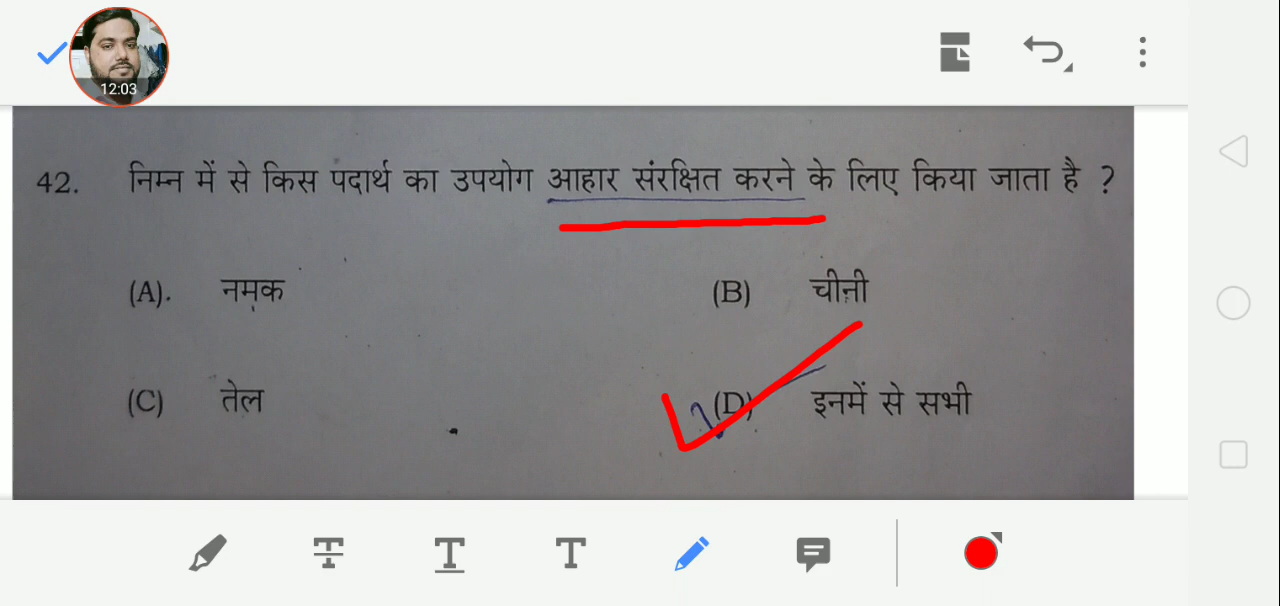 12:03
42. निम्न में से किस पदार्थ का उपयोग आहार संरक्षित करने के लिए किया जाता है ?
(A). नमक (B) चीनी
(C) तेल (D) इनमें से सभी
T T T